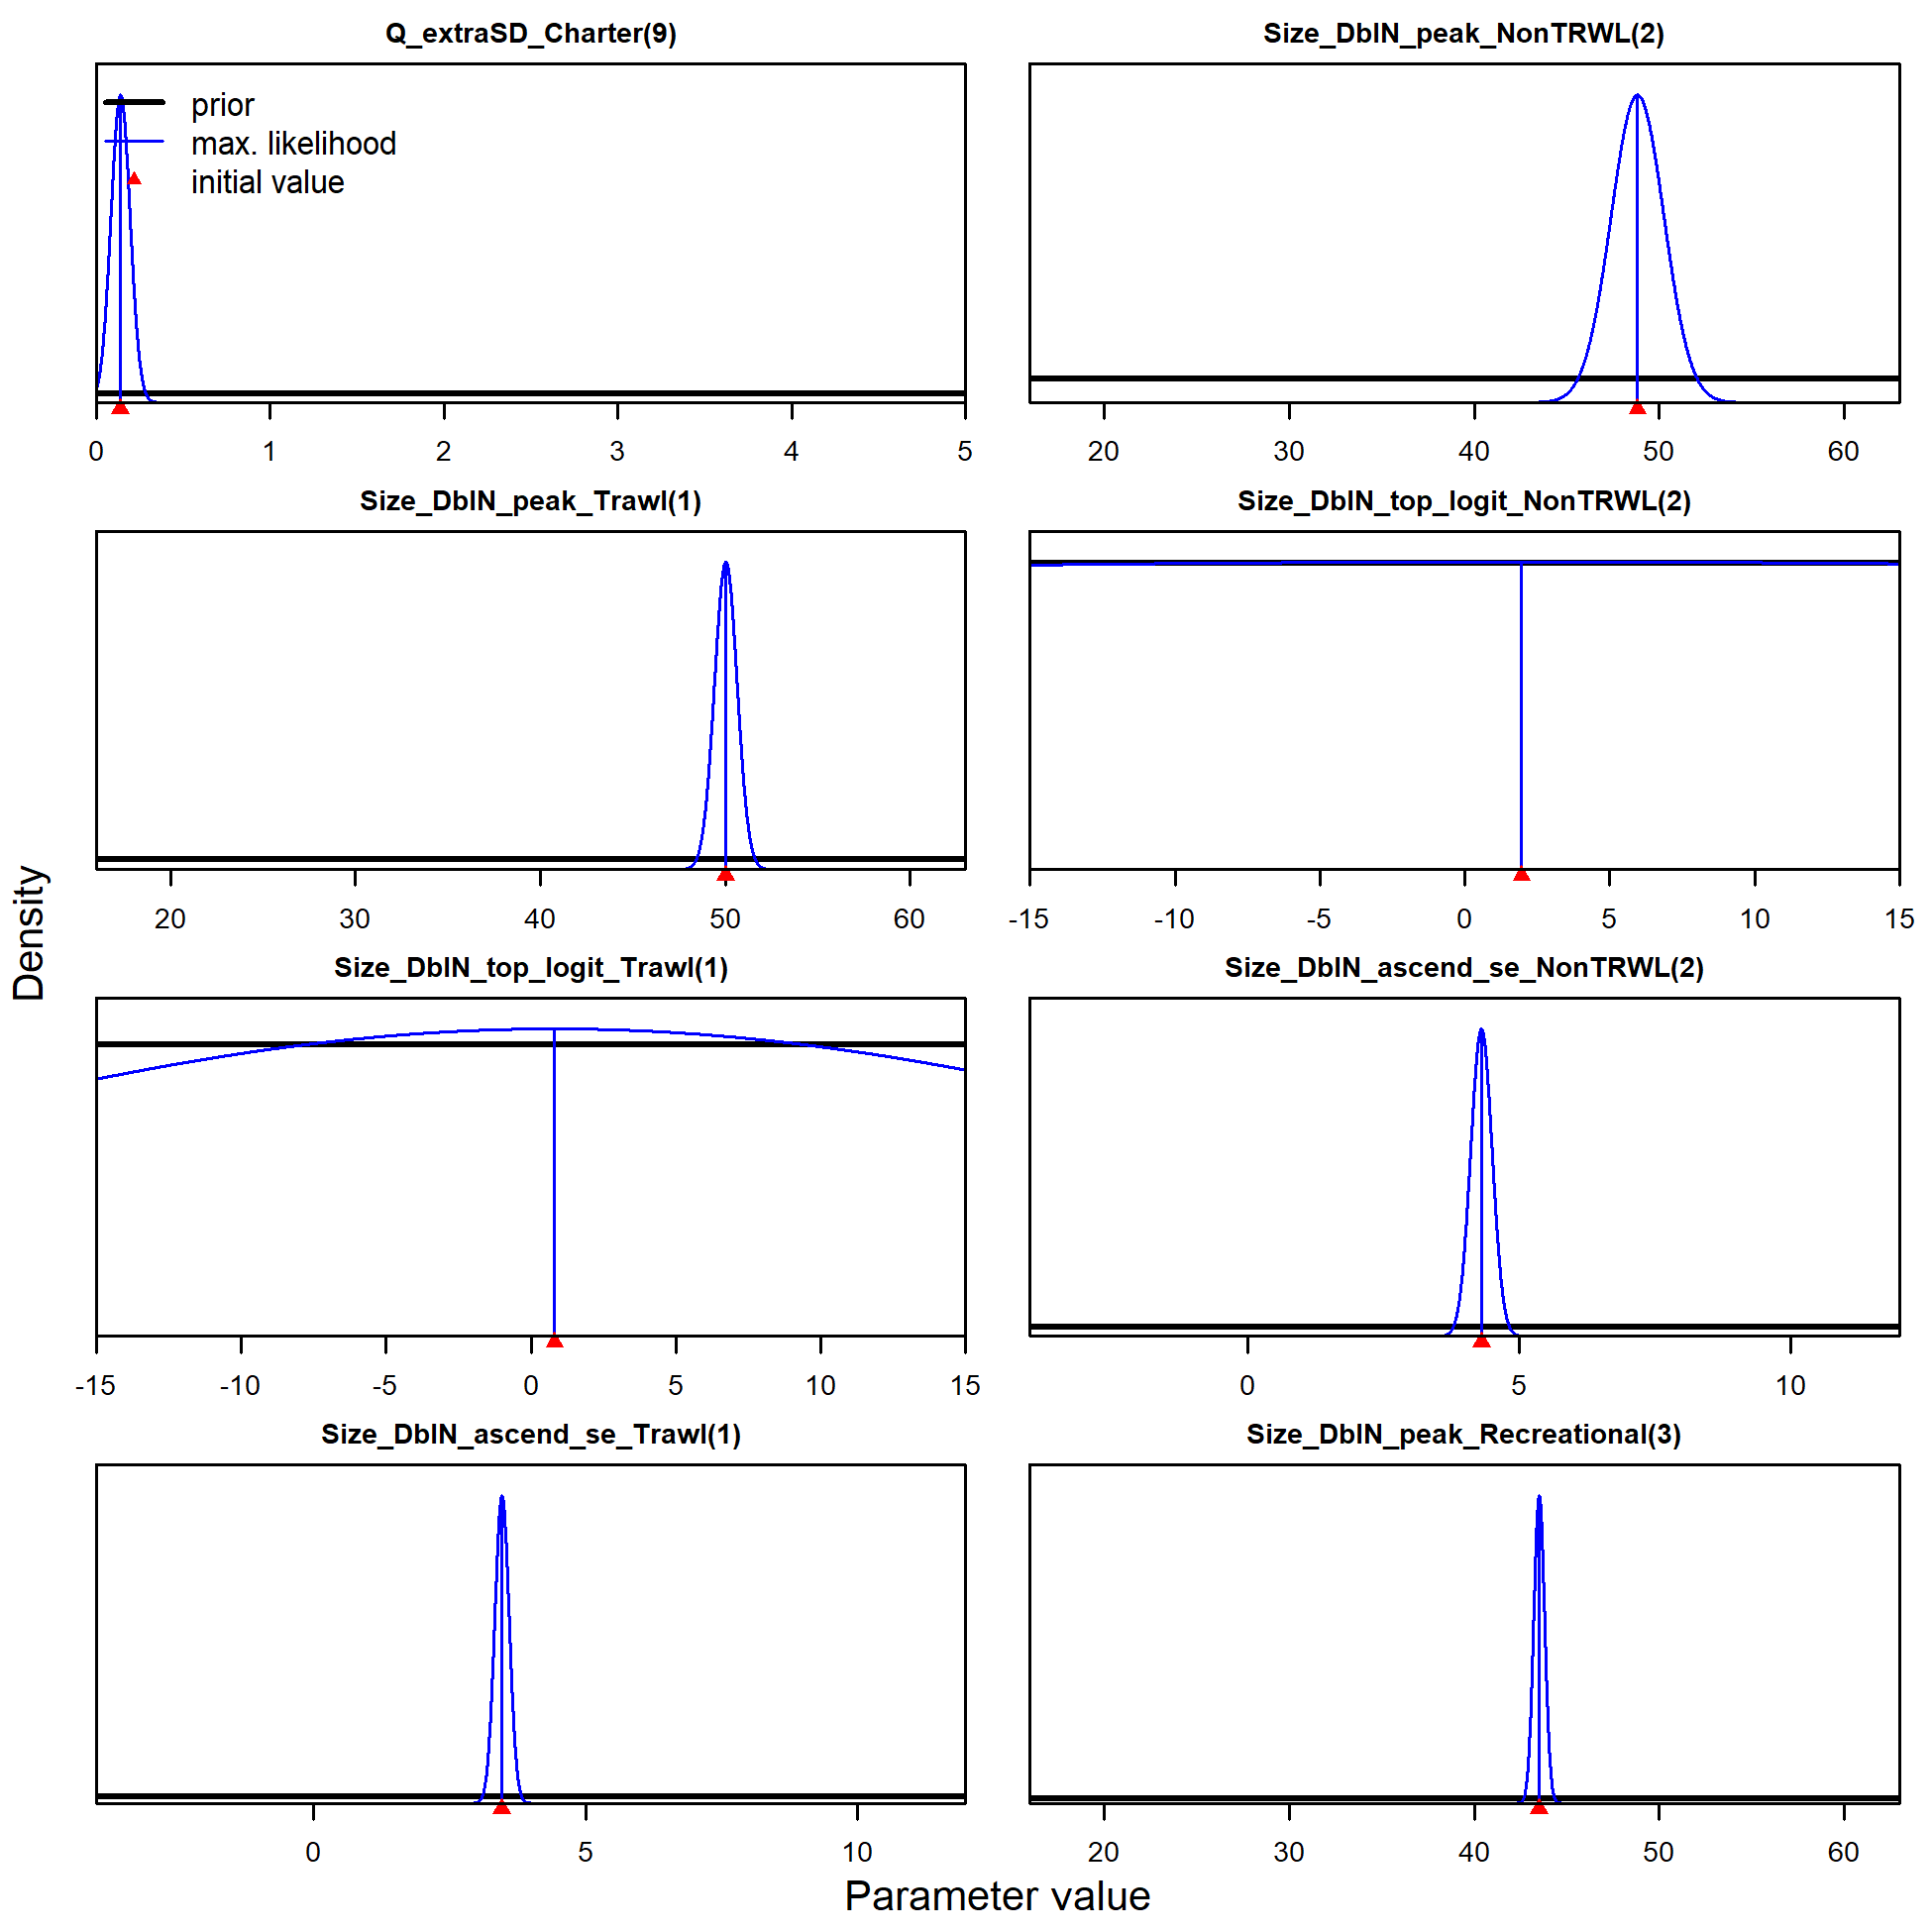 Q_extraSD_Charter(9)
prior
max. likelihood
initial value
0 1 2 3 4 5
Size_DblN_peak_NonTRWL(2)
20 30 40 50 60
Size_DblN_peak_Trawl(1)
20 30 40 50 60
Size_DblN_top_logit_NonTRWL(2)
-15 -10 -5 0 5 10 15
Size_DblN_top_logit_Trawl(1)
-15 -10 -5 0 5 10 15
Size_DblN_ascend_se_NonTRWL(2)
0 5 10
Size_DblN_ascend_se_Trawl(1)
0 5 10
Size_DblN_peak_Recreational(3)
20 30 40 50 60
Density
Parameter value